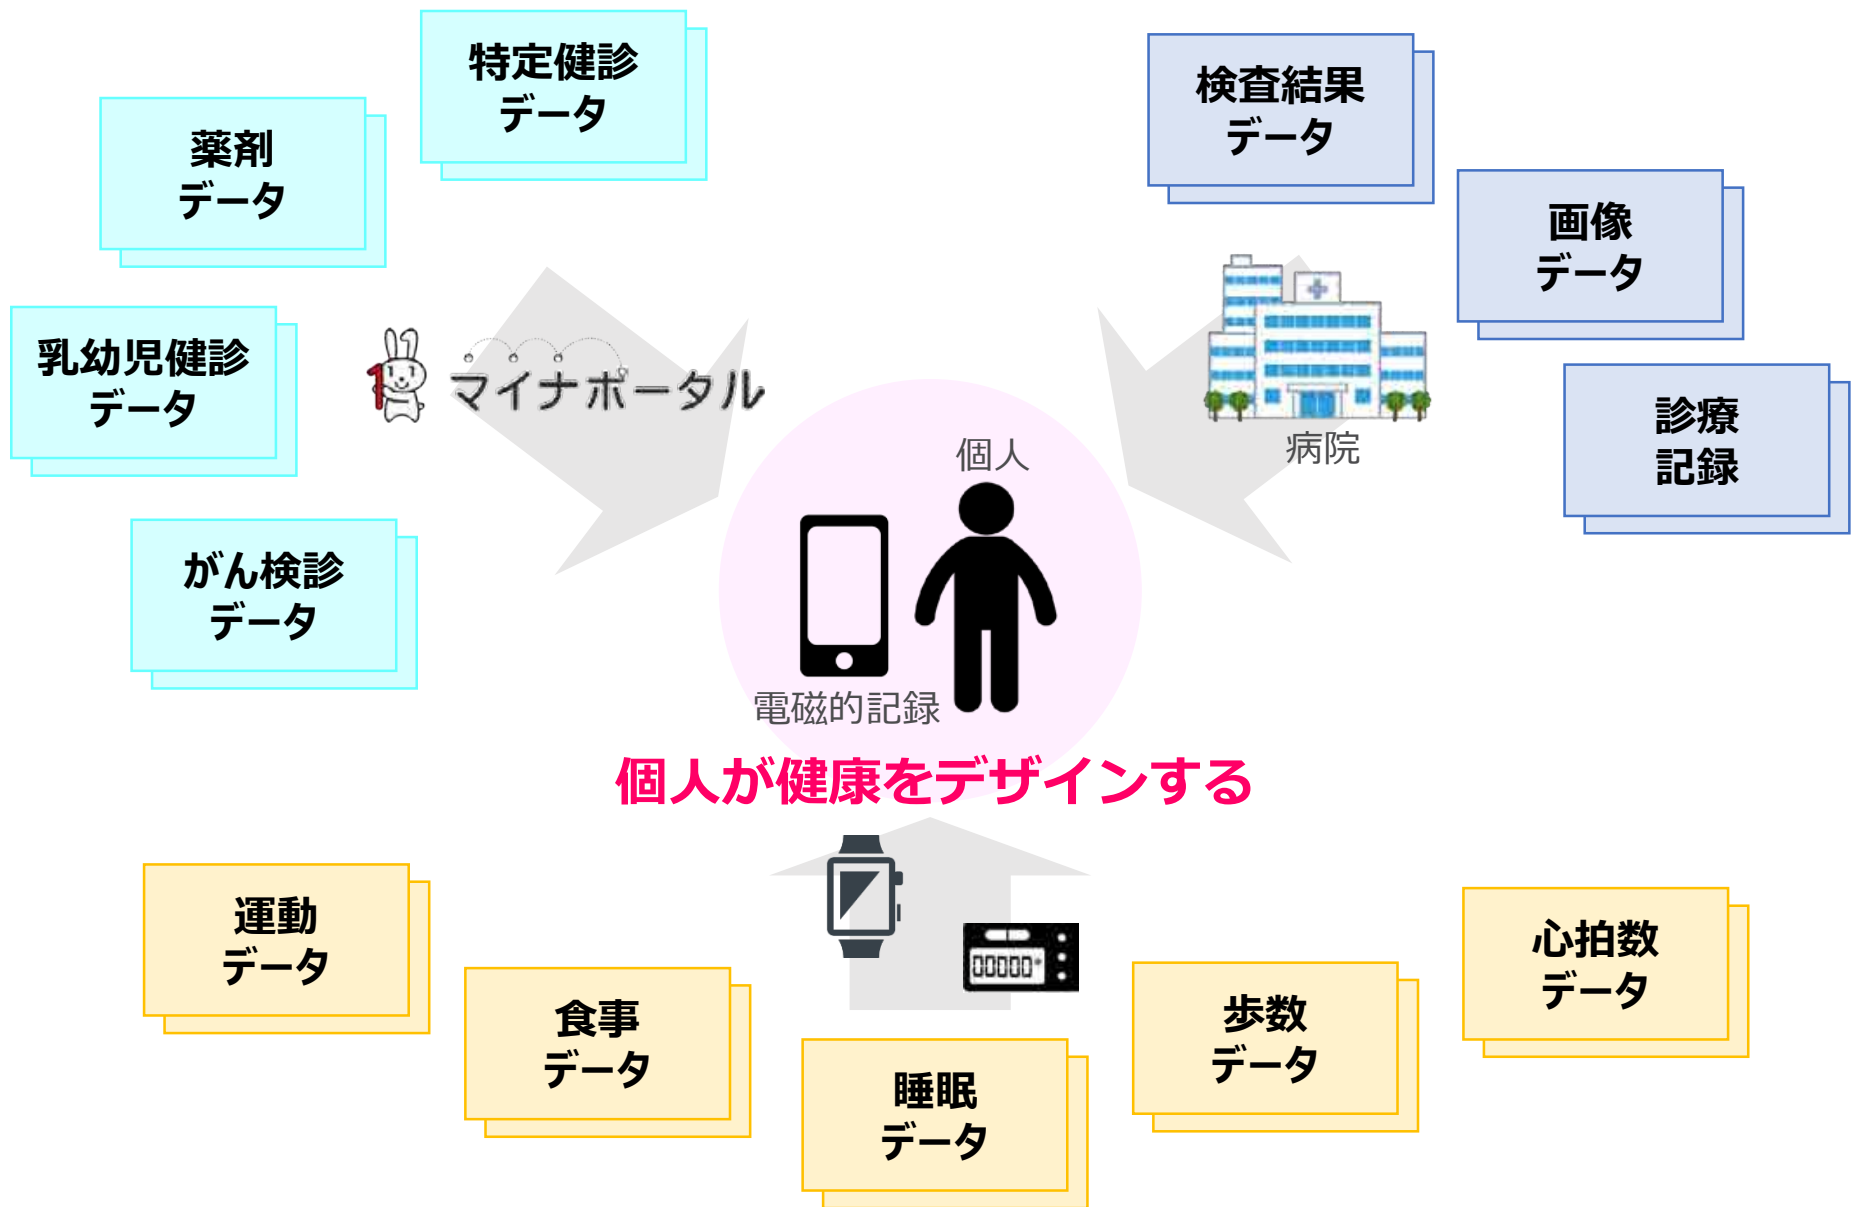 特定健診
データ
検査結果
データ
薬剤
データ
画像
データ
乳幼児健診
データ
マイナポータル
病院
診療
記録
個人
がん検診
データ
電磁的記録
個人が健康をデザインする
運動
データ
食事
データ
00000
睡眠
データ
歩数
データ
心拍数
データ